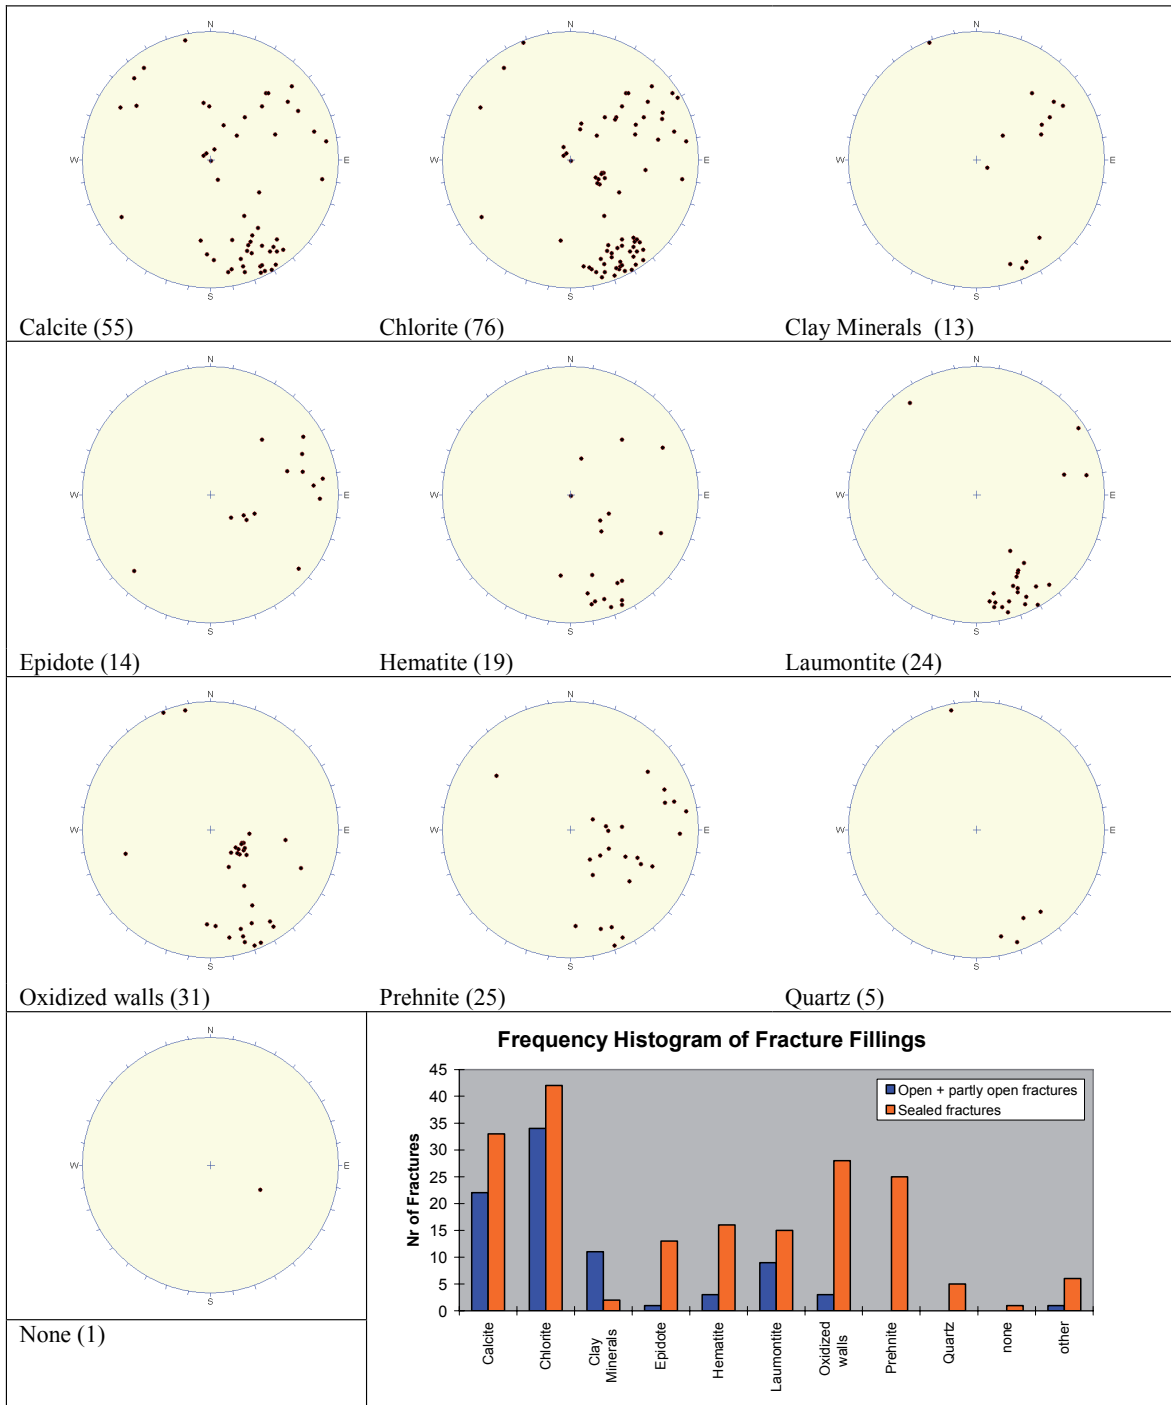 N
W
E
S
Calcite (55)
N
W
E
S
Chlorite (76)
N
W
E
S
Clay Minerals (13)
N
W
E
S
Epidote (14)
N
W
E
S
Hematite (19)
N
W
E
S
Laumontite (24)
N
W
E
S
Oxidized walls (31)
N
W
E
S
Prehnite (25)
N
W
E
S
Quartz (5)
N
W
E
S
None (1)
Frequency Histogram of Fracture Fillings
Nr of Fractures
45
40
35
30
25
20
15
10
5
0
Open + partly open fractures
Sealed fractures
Calcite
Chlorite
Clay
Minerals
Epidote
Hematite
Laumontite
Oxidized
walls
Prehnite
Quartz
none
other